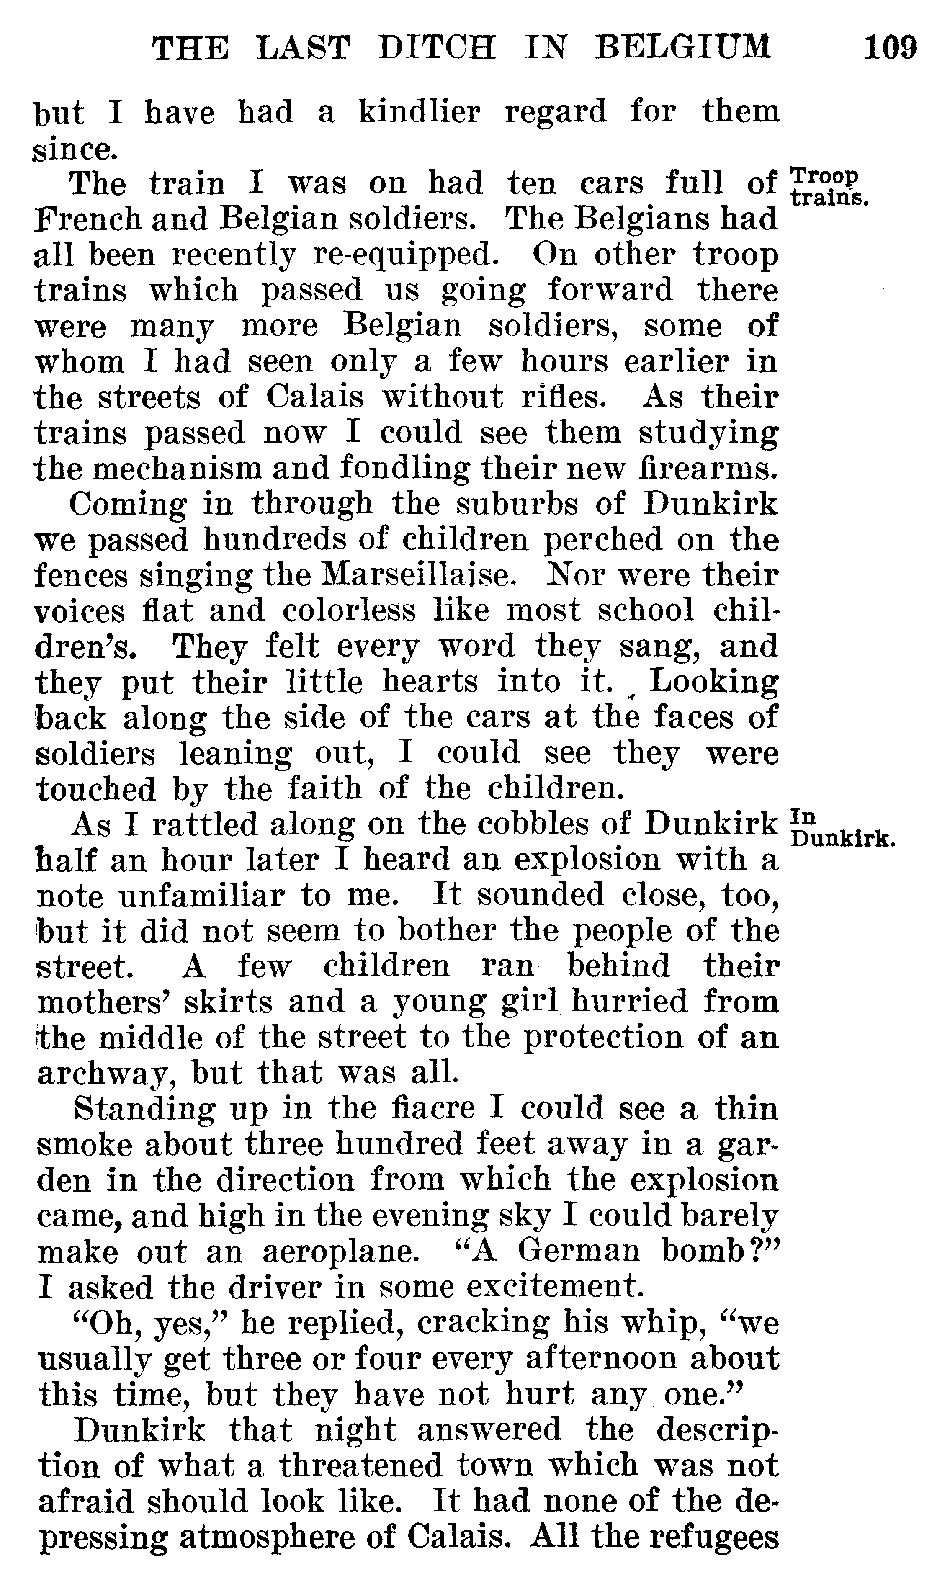 THE LAST DITCH IN BELGIUM 109
but I have had a kindlier regard for them
since.
The train I was on had ten cars full of
Troop
trains.
French and Belgian soldiers. The Belgians had
all been recently re-equipped. On other troop
trains which passed us going forward there
were many more Belgian soldiers, some of
whom I had seen only a few hours earlier in
the streets of Calais without rifles. As their
trains passed now I could see them studying
the mechanism and fondling their new firearms.
Coming in through the suburbs of Dunkirk
we passed hundreds of children perched on the
fences singing the Marseillaise. Nor were their
voices flat and colorless like most school chil-
dren's. They felt every word they sang, and
they put their little hearts into it. Looking
back along the side of the cars at the faces of
soldiers leaning out, I could see they were
touched by the faith of the children.
As I rattled along on the cobbles of Dunkirk
In
Dunkirk.
half an hour later I heard an explosion with a
note unfamiliar to me. It sounded close, too,
but it did not seem to bother the people of the
street. A few children ran behind their
mothers' skirts and a young girl hurried from
the middle of the street to the protection of an
archway, but that was all.
Standing up in the fiacre I could see a thin
smoke about three hundred feet away in a gar-
den in the direction from which the explosion
came, and high in the evening sky I could barely
make out an aeroplane. "A German bomb?"
I asked the driver in some excitement.
"Oh, yes," he replied, cracking his whip, "we
usually get three or four every afternoon about
this time, but they have not hurt any one."
Dunkirk that night answered the descrip-
tion of what a threatened town which was not
afraid should look like. It had none of the de-
pressing atmosphere of Calais. All the refugees